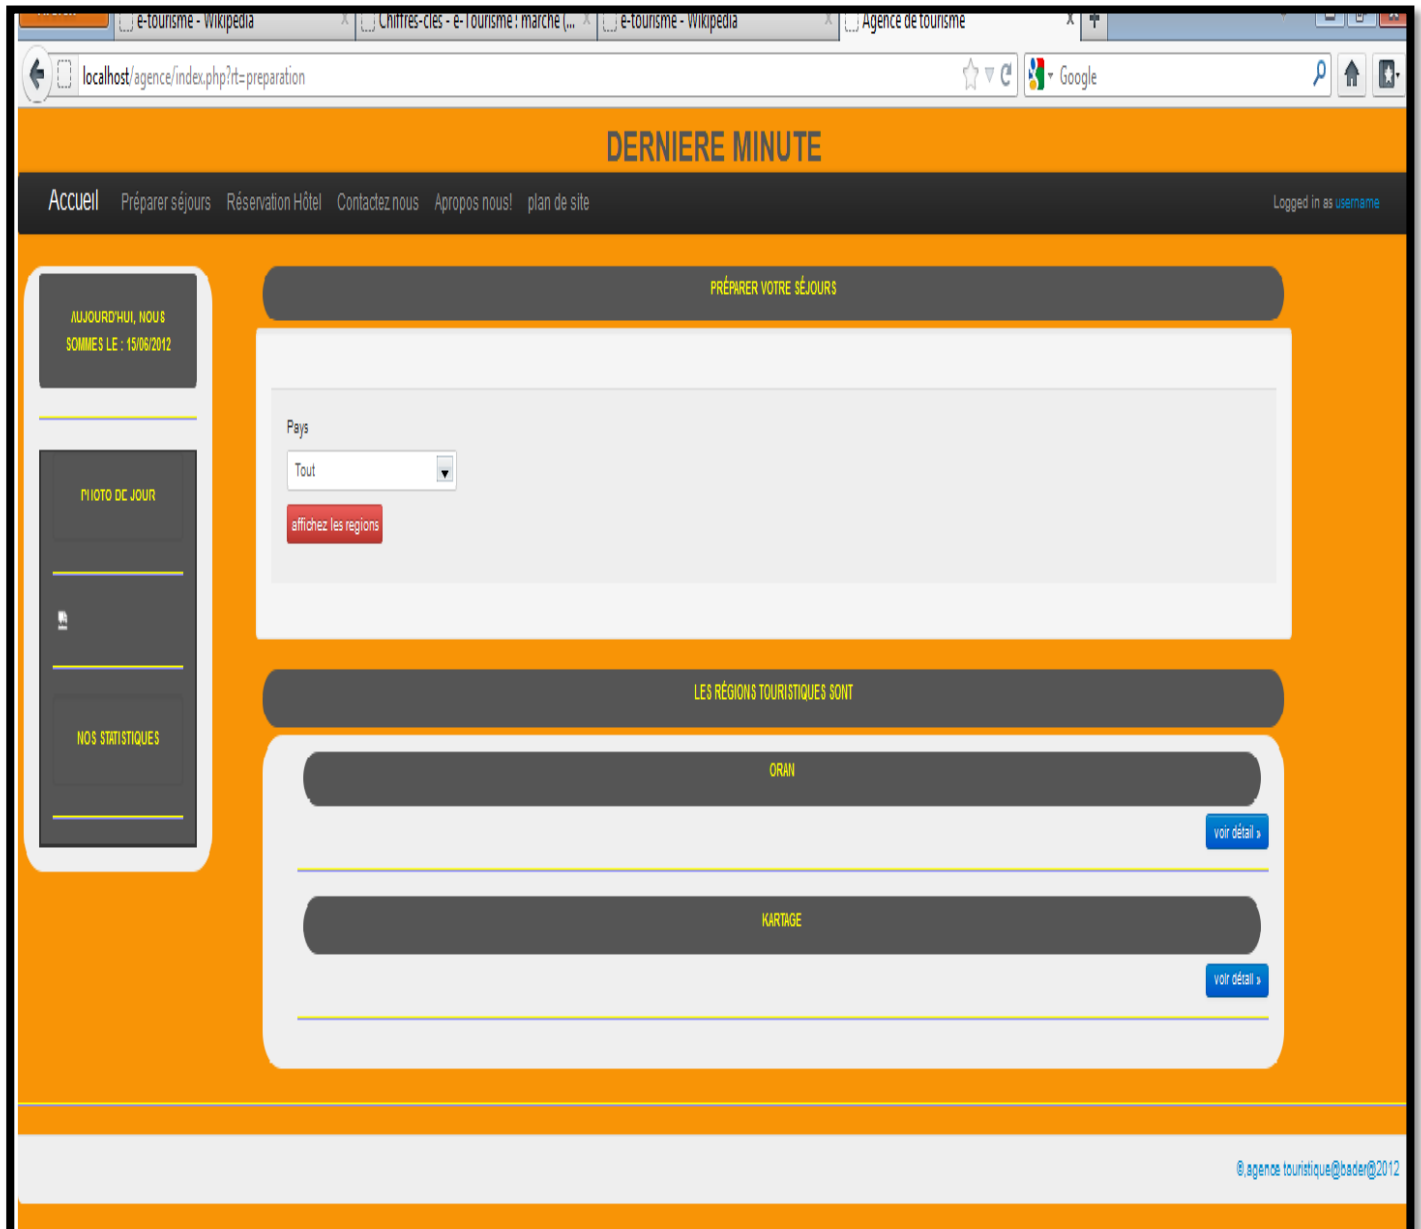 e-tourisme - Wikipédia
Chiffres-clés - e-Tourisme : marché (...
e-tourisme - Wikipédia
Agence de tourisme
localhost/agence/index.php?rt=preparation
Google
DERNIERE MINUTE
Accueil Préparer séjours Réservation Hôtel Contactez nous Apropos nous! plan de site
Logged in as username
AUJOURD'HUI, NOUS
SOMMES LE : 15/06/2012
PHOTO DE JOUR
NOS STATISTIQUES
PRÉPARER VOTRE SÉJOURS
Pays
Tout
affichez les regions
LES RÉGIONS TOURISTIQUES SONT
ORAN
voir détail »
KARTAGE
voir détail »
©,agence touristique@bader@2012